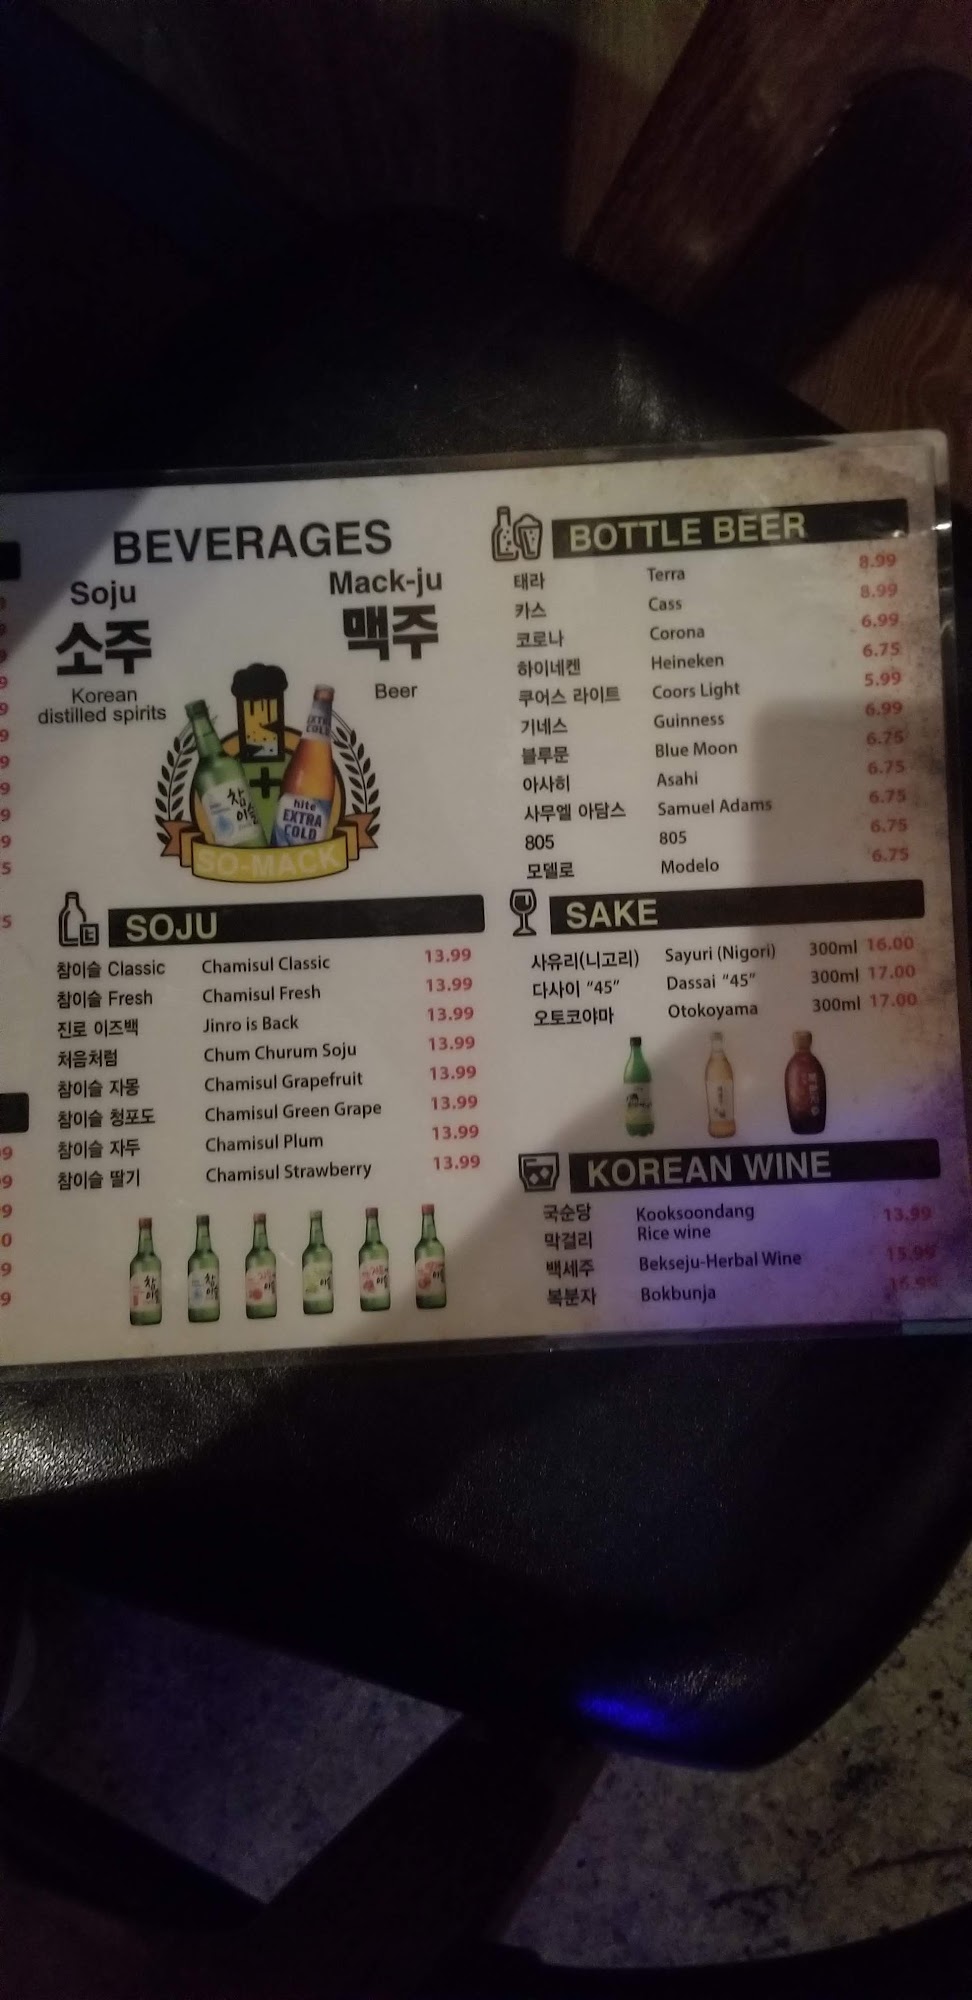 BEVERAGES
Soju
소주
Korean
distilled spirits
Mack-ju
맥주
Beer
참이슬
hite
EXTRA
COLD
SO-MACK
SOJU
참이슬 Classic Chamisul Classic 13.99
참이슬 Fresh Chamisul Fresh 13.99
진로 이즈백 Jinro is Back 13.99
처음처럼 Chum Churum Soju 13.99
참이슬 자몽 Chamisul Grapefruit 13.99
참이슬 청포도 Chamisul Green Grape 13.99
참이슬 자두 Chamisul Plum 13.99
참이슬 딸기 Chamisul Strawberry 13.99
BOTTLE BEER
태라 Terra 8.99
카스 Cass 8.99
코로나 Corona 6.99
하이네켄 Heineken 6.75
쿠어스 라이트 Coors Light 5.99
기네스 Guinness 6.99
블루문 Blue Moon 6.75
아사히 Asahi 6.75
사무엘 아담스 Samuel Adams 6.75
805 805 6.75
모델로 Modelo 6.75
SAKE
사유리(니고리) Sayuri (Nigori) 300ml 16.00
다사이 “45” Dassai “45” 300ml 17.00
오토코야마 Otokoyama 300ml 17.00
KOREAN WINE
국순당 Kooksoondang 13.99
막걸리 Rice wine
백세주 Bekseju-Herbal Wine 15.99
복분자 Bokbunja